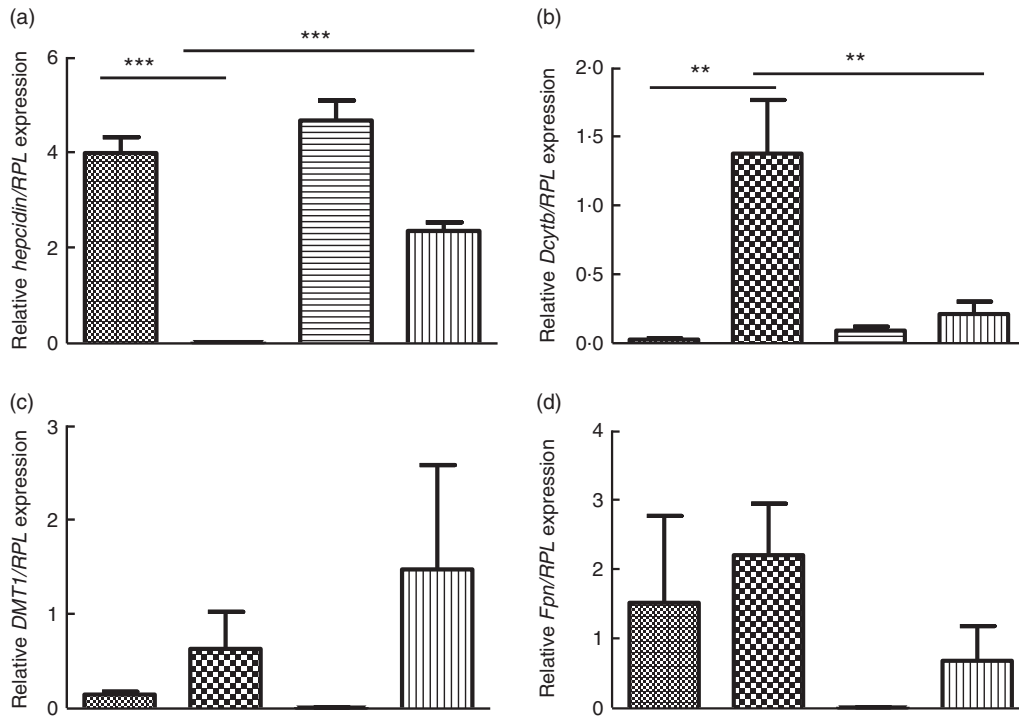 (a)
Relative hepcidin/RPL expression
6
4
2
0
***
***
(b)
Relative Dcytb/RPL expression
2·0
1·5
1·0
0·5
0·0
**
**
(c)
Relative DMT1/RPL expression
3
2
1
0
(d)
Relative Fpn/RPL expression
4
3
2
1
0